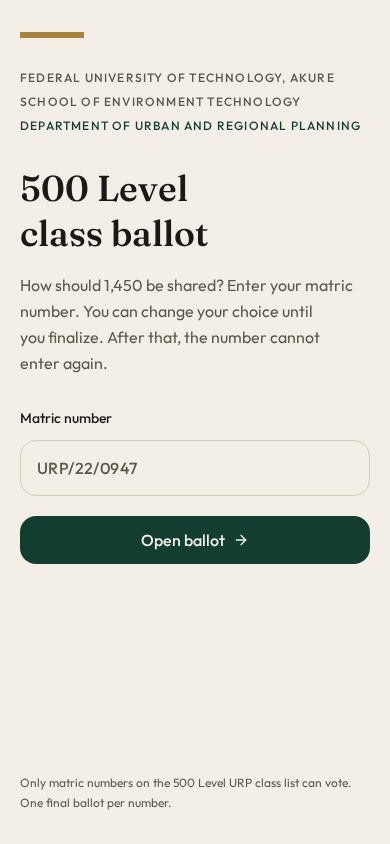 FEDERAL UNIVERSITY OF TECHNOLOGY, AKURE
SCHOOL OF ENVIRONMENT TECHNOLOGY
DEPARTMENT OF URBAN AND REGIONAL PLANNING
500 Level
class ballot
How should 1,450 be shared? Enter your matric
number. You can change your choice until
you finalize. After that, the number cannot
enter again.
Matric number
URP/22/0947
Open ballot →
Only matric numbers on the 500 Level URP class list can vote.
One final ballot per number.